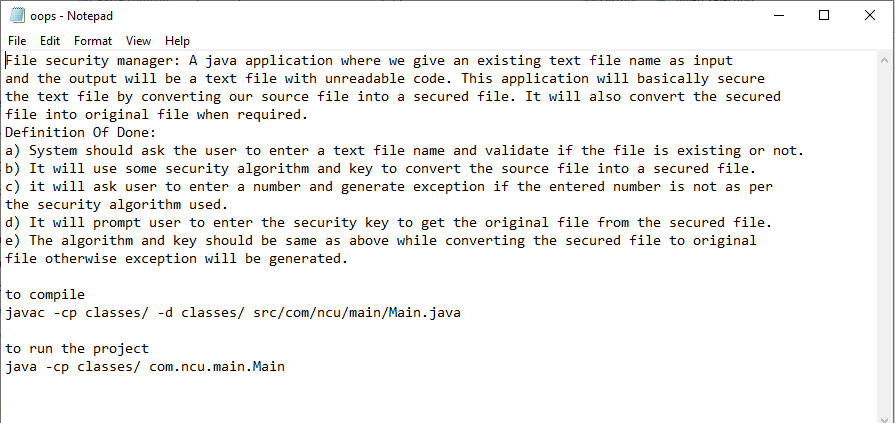 oops - Notepad
File Edit Format View Help
File security manager: A java application where we give an existing text file name as input
and the output will be a text file with unreadable code. This application will basically secure
the text file by converting our source file into a secured file. It will also convert the secured
file into original file when required.
Definition Of Done:
a) System should ask the user to enter a text file name and validate if the file is existing or not.
b) It will use some security algorithm and key to convert the source file into a secured file.
c) it will ask user to enter a number and generate exception if the entered number is not as per
the security algorithm used.
d) It will prompt user to enter the security key to get the original file from the secured file.
e) The algorithm and key should be same as above while converting the secured file to original
file otherwise exception will be generated.

to compile
javac -cp classes/ -d classes/ src/com/ncu/main/Main.java

to run the project
java -cp classes/ com.ncu.main.Main